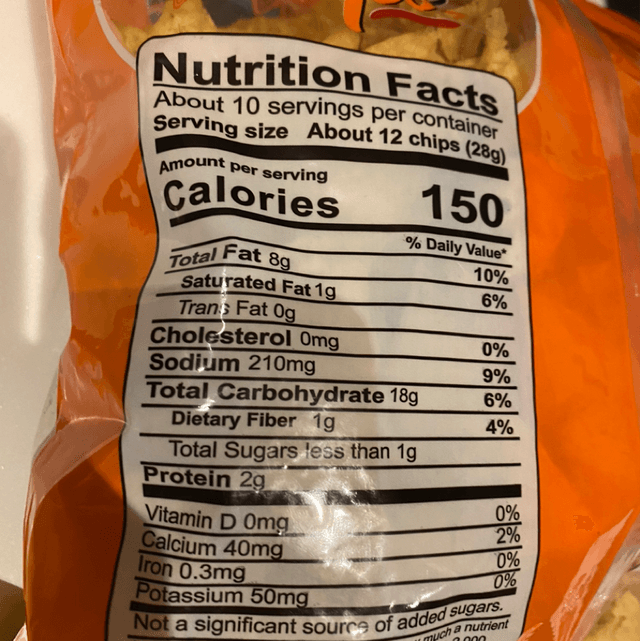 Nutrition Facts
About 10 servings per container
Serving size About 12 chips (28g)
Amount per serving
Calories 150
% Daily Value*
Total Fat 8g 10%
Saturated Fat 1g 6%
Trans Fat 0g
Cholesterol 0mg 0%
Sodium 210mg 9%
Total Carbohydrate 18g 6%
Dietary Fiber 1g 4%
Total Sugars less than 1g
Protein 2g
Vitamin D 0mg 0%
Calcium 40mg 2%
Iron 0.3mg 0%
Potassium 50mg 0%
Not a significant source of added sugars.
much a nutrient